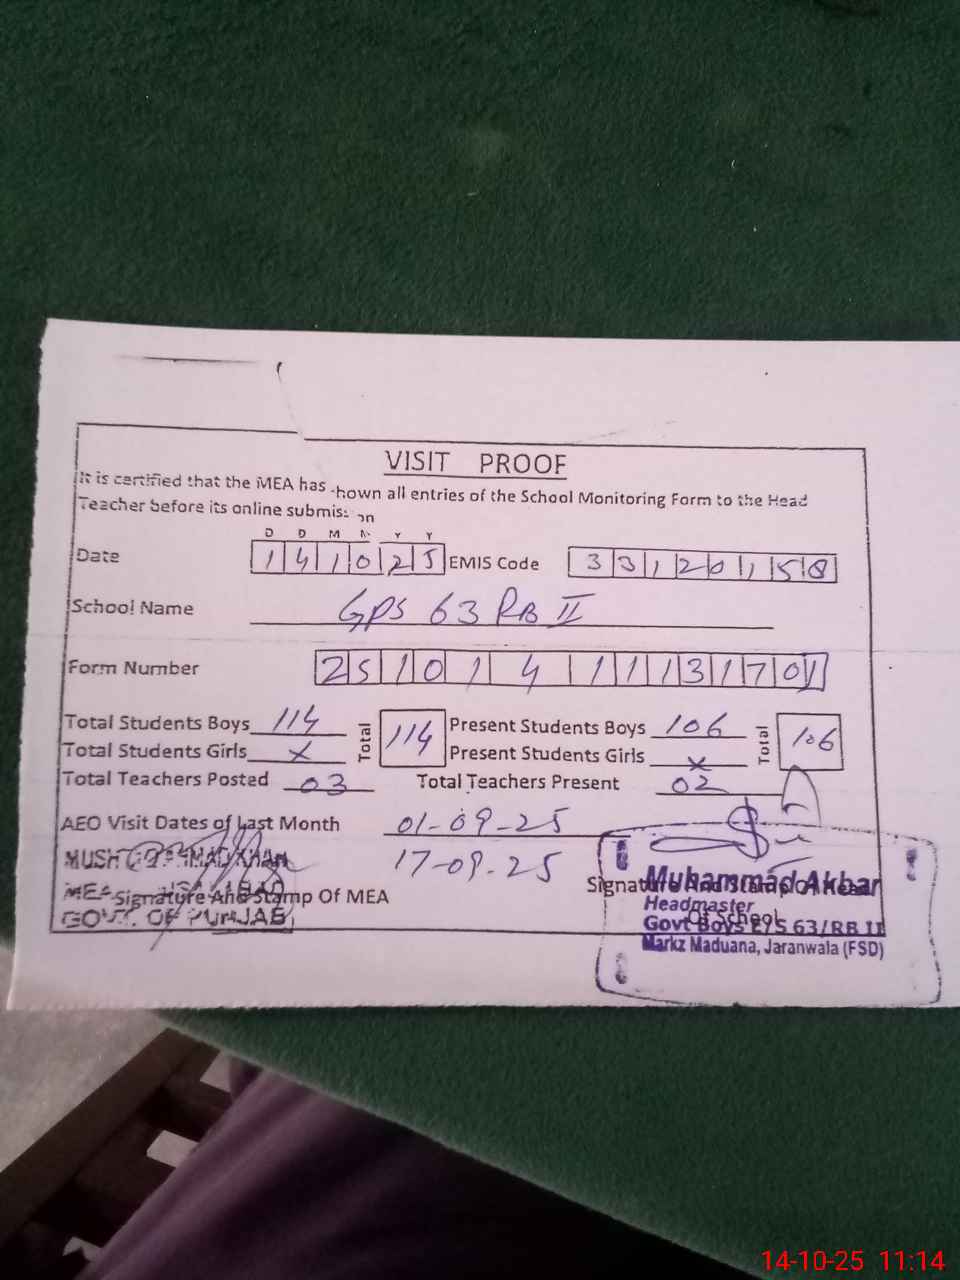 VISIT PROOF
It is certified that the MEA has hown all entries of the School Monitoring Form to the Head
Teacher before its online submis on
D D M M Y Y
Date 1 4 1 0 2 5 EMIS Code 3 3 1 2 0 1 5 8
School Name GPS 63 RB II
Form Number 2 5 1 0 1 4 1 1 1 3 1 7 0 1
Total Students Boys 114 Total 114 Present Students Boys 106 Total 106
Total Students Girls x Present Students Girls x
Total Teachers Posted 03 Total Teachers Present 02
AEO Visit Dates of Last Month 01-09-25
17-09-25
KHAN
MEA
GOVT. OF PUNJAB
Signature And Stamp Of MEA
Signature And Stamp Of Head
Of School
Muhammad Akbar
Headmaster
Govt Boys E/S 63/RB II
Markz Maduana, Jaranwala (FSD)
14-10-25 11:14